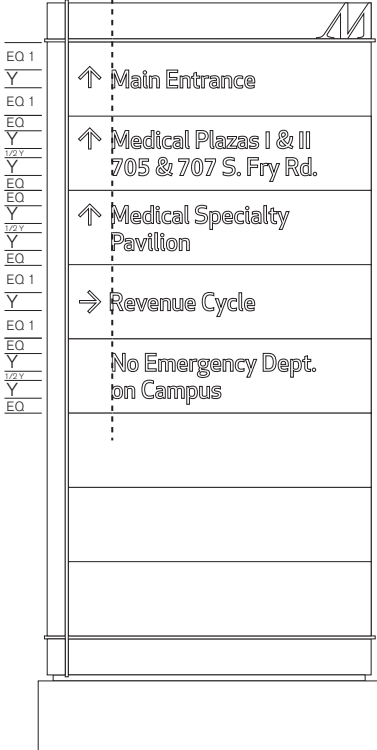 EQ 1
Y
EQ 1
EQ
Y
1/2 Y
Y
EQ
EQ
Y
1/2 Y
Y
EQ
EQ 1
Y
EQ 1
EQ
Y
1/2 Y
Y
EQ
M
Main Entrance
Medical Plazas I & II
705 & 707 S. Fry Rd.
Medical Specialty
Pavilion
Revenue Cycle
No Emergency Dept.
on Campus